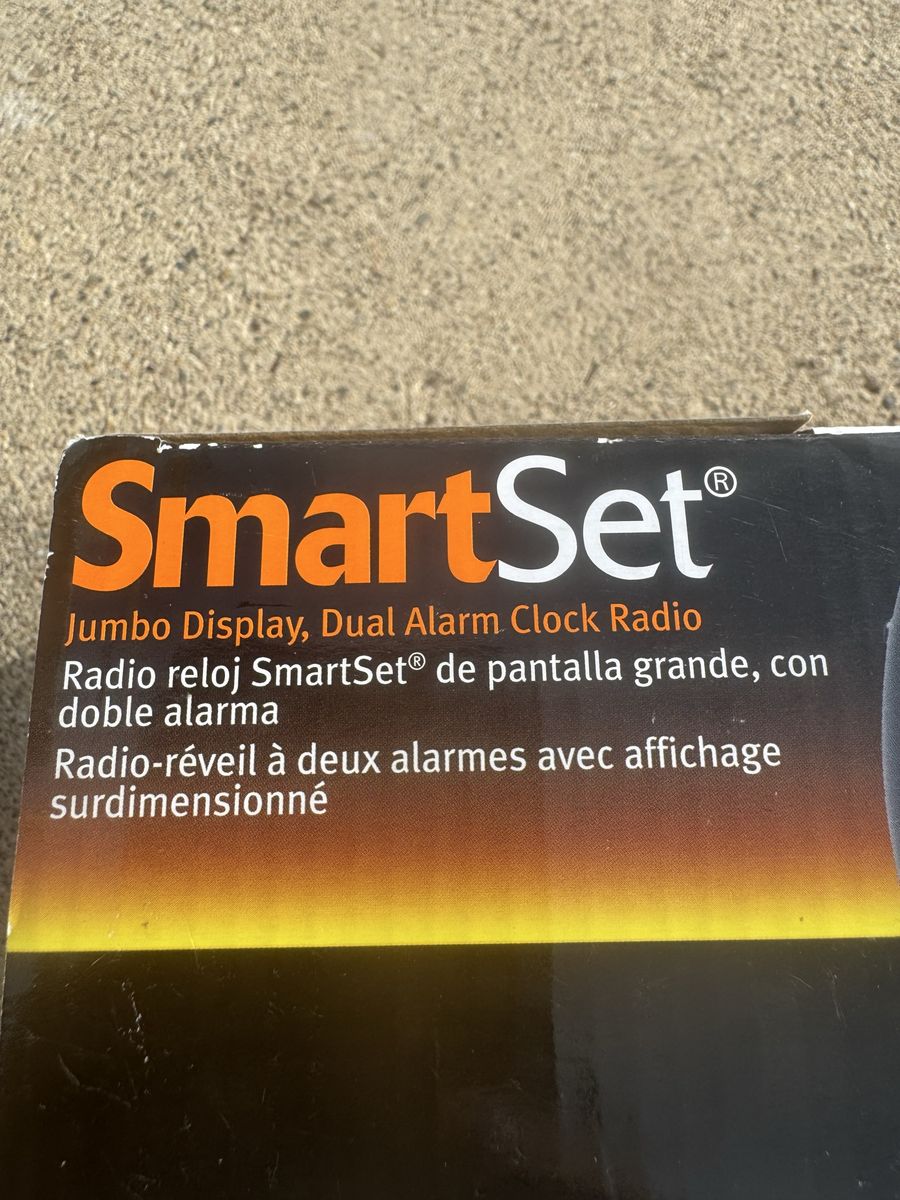 SmartSet®
Jumbo Display, Dual Alarm Clock Radio
Radio reloj SmartSet® de pantalla grande, con
doble alarma
Radio-réveil à deux alarmes avec affichage
surdimensionné